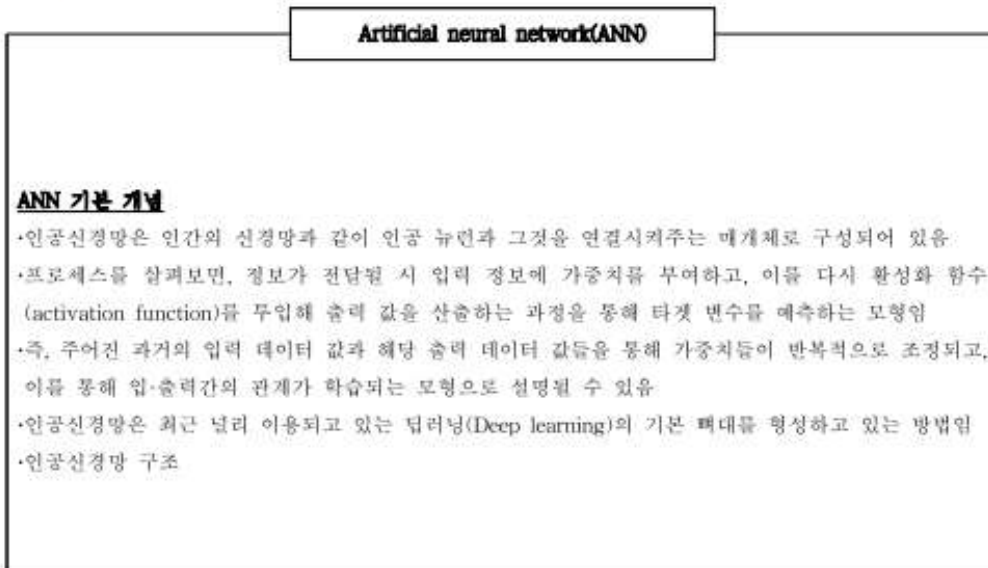 Artificial neural network(ANN)
ANN 기본 개념
·인공신경망은 인간의 신경망과 같이 인공 뉴런과 그것을 연결시켜주는 매개체로 구성되어 있음
·프로세스를 살펴보면, 정보가 전달될 시 입력 정보에 가중치를 부여하고, 이를 다시 활성화 함수
(activation function)를 투입해 출력 값을 산출하는 과정을 통해 타겟 변수를 예측하는 모형임
·즉, 주어진 과거의 입력 데이터 값과 해당 출력 데이터 값들을 통해 가중치들이 반복적으로 조정되고,
이를 통해 입·출력간의 관계가 학습되는 모형으로 설명될 수 있음
·인공신경망은 최근 널리 이용되고 있는 딥러닝(Deep learning)의 기본 뼈대를 형성하고 있는 방법임
·인공신경망 구조